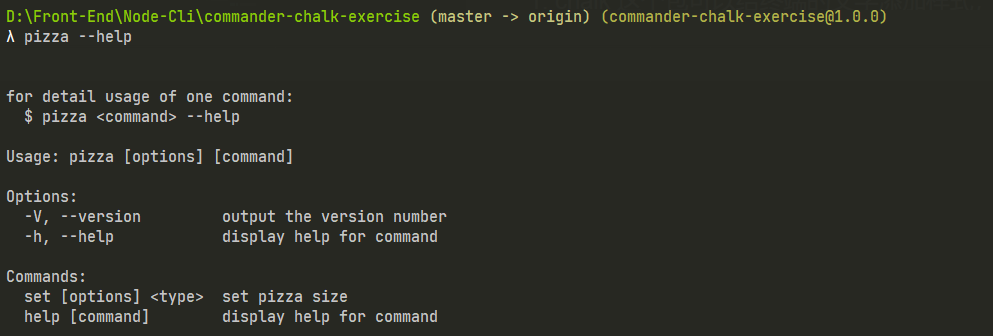 D:\Front-End\Node-Cli\commander-chalk-exercise (master -> origin) (commander-chalk-exercise@1.0.0)
λ pizza --help
for detail usage of one command:
$ pizza <command> --help
Usage: pizza [options] [command]
Options:
-V, --version output the version number
-h, --help display help for command
Commands:
set [options] <type> set pizza size
help [command] display help for command